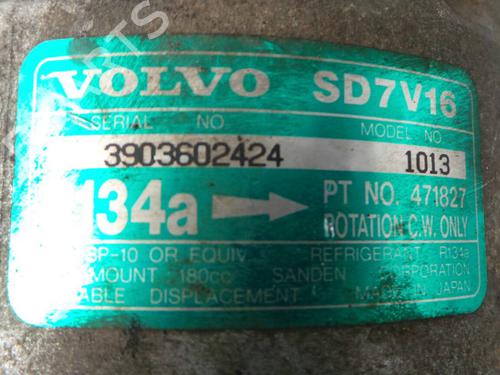 VOLVO SD7V16
SERIAL NO MODEL NO
3903602424 1013
134a PT NO. 471827
ROTATION C.W. ONLY
SP-10 OR EQUIV REFRIGERANT R134a
AMOUNT 180cc SANDEN CORPORATION
ABLE DISPLACEMENT MADE IN JAPAN